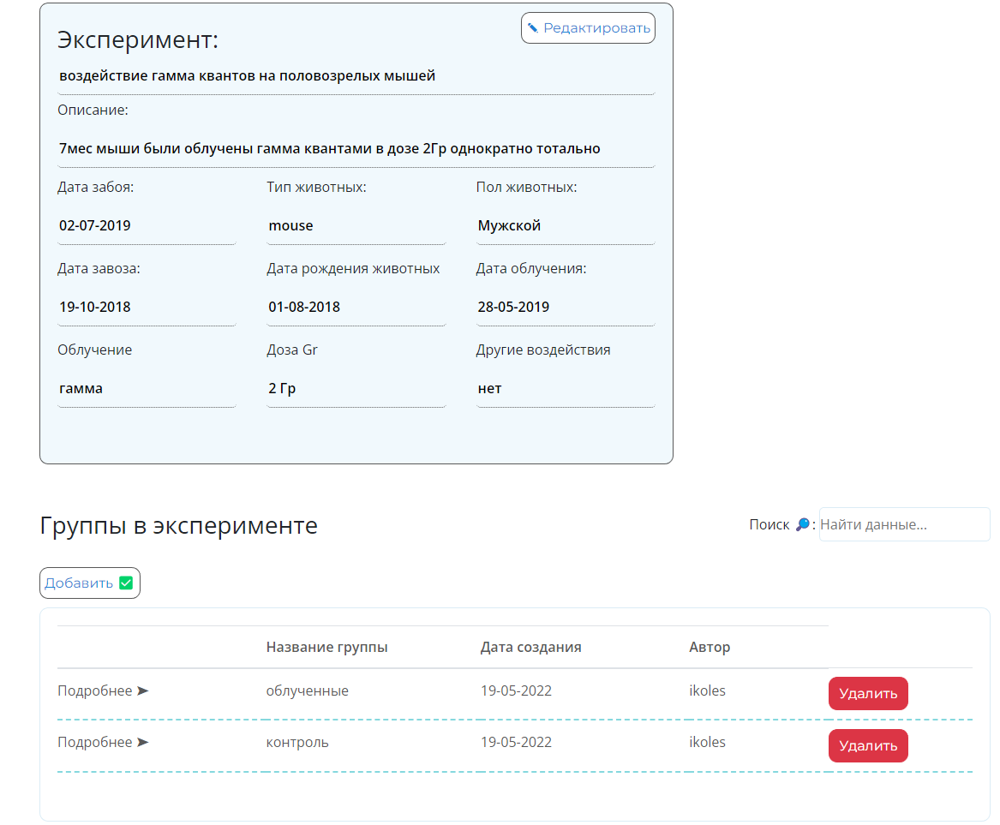 Эксперимент:
Редактировать
воздействие гамма квантов на половозрелых мышей
Описание:
7мес мыши были облучены гамма квантами в дозе 2Гр однократно тотально
Дата забоя: Тип животных: Пол животных:
02-07-2019 mouse Мужской
Дата завоза: Дата рождения животных Дата облучения:
19-10-2018 01-08-2018 28-05-2019
Облучение Доза Gr Другие воздействия
гамма 2 Гр нет
Группы в эксперименте
Поиск : Найти данные...
Добавить
Название группы Дата создания Автор
Подробнее ➤ облученные 19-05-2022 ikoles Удалить
Подробнее ➤ контроль 19-05-2022 ikoles Удалить